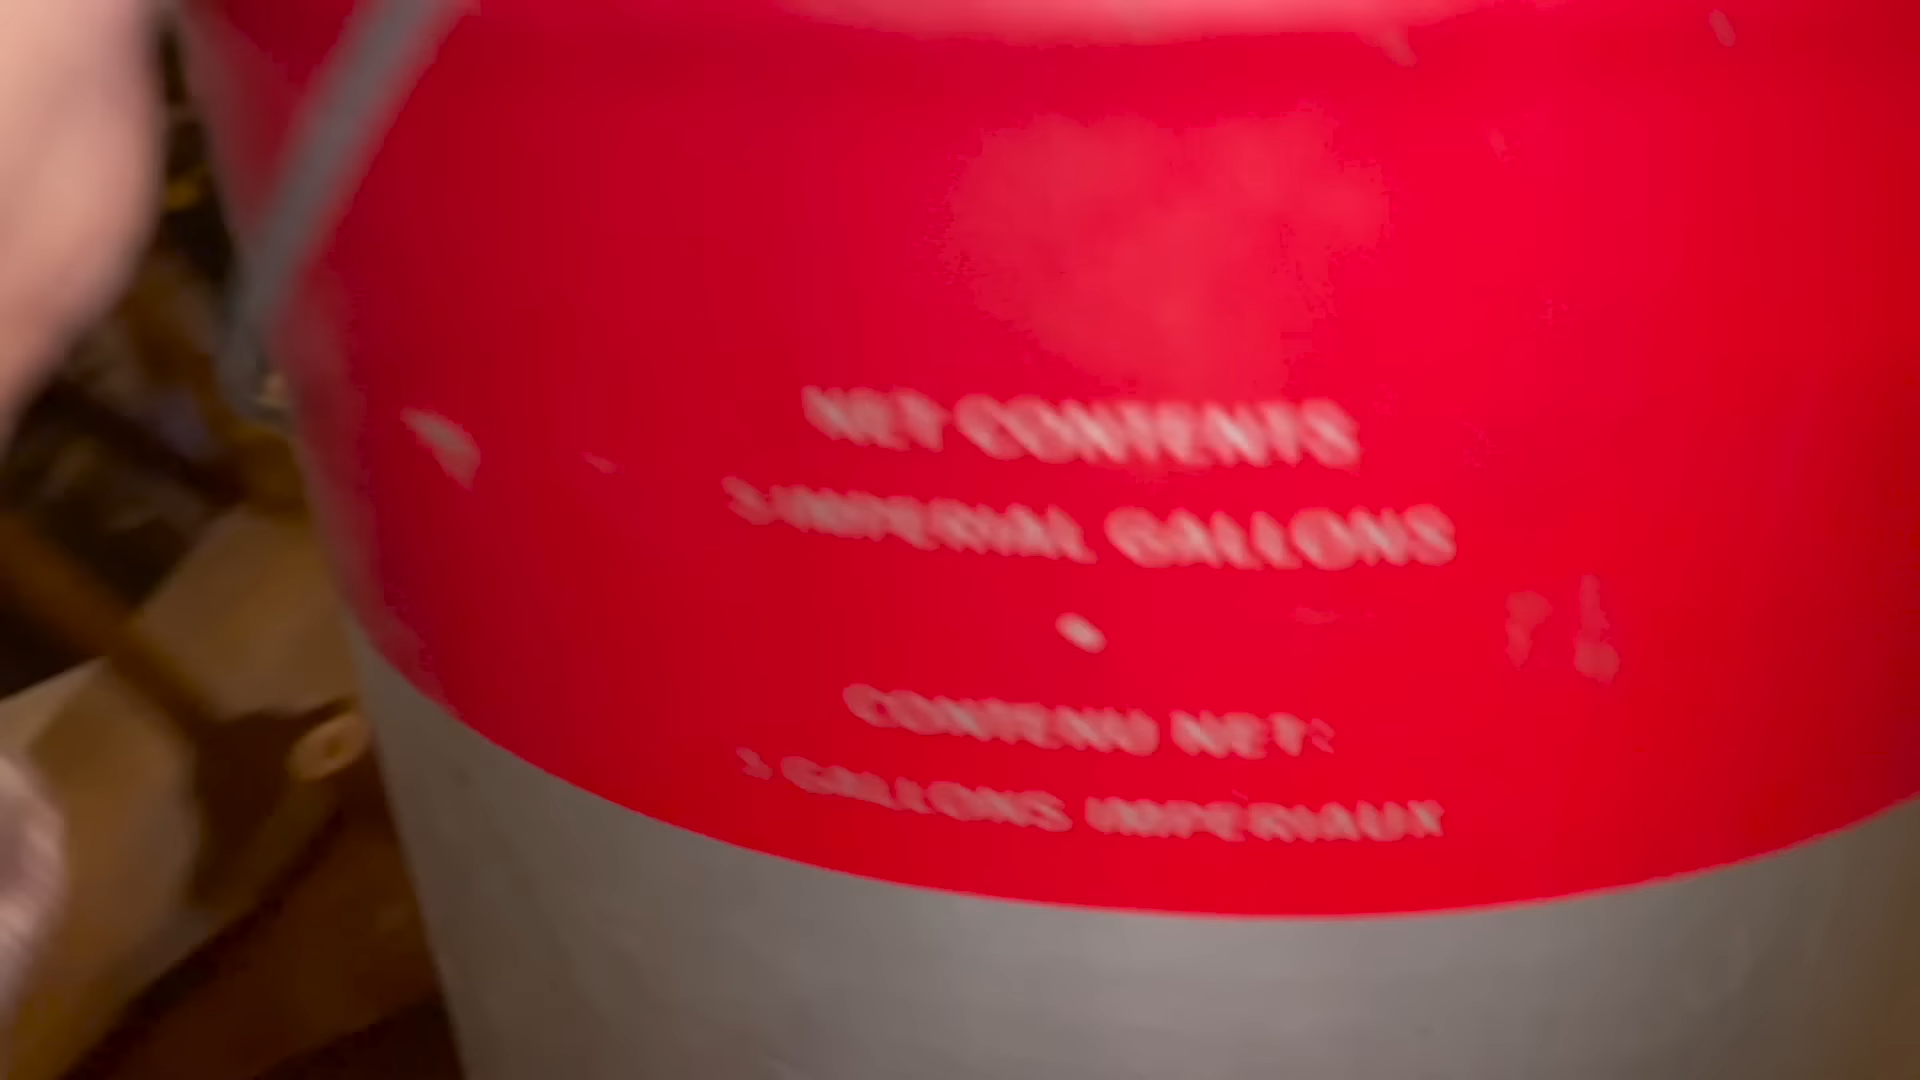 NET CONTENTS
IMPERIAL GALLONS
CONTENU NET:
GALLONS IMPERIAUX